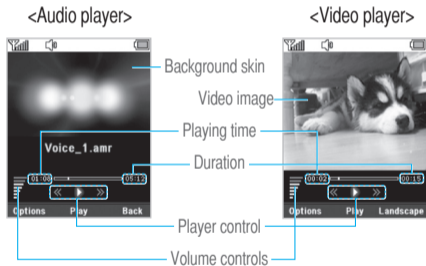 <Audio player>
<Video player>
Background skin
Video image
Playing time
Voice_1.amr
Duration
01:06
05:12
00:02
00:15
Options Play Back
Options Play Landscape
Player control
Volume controls